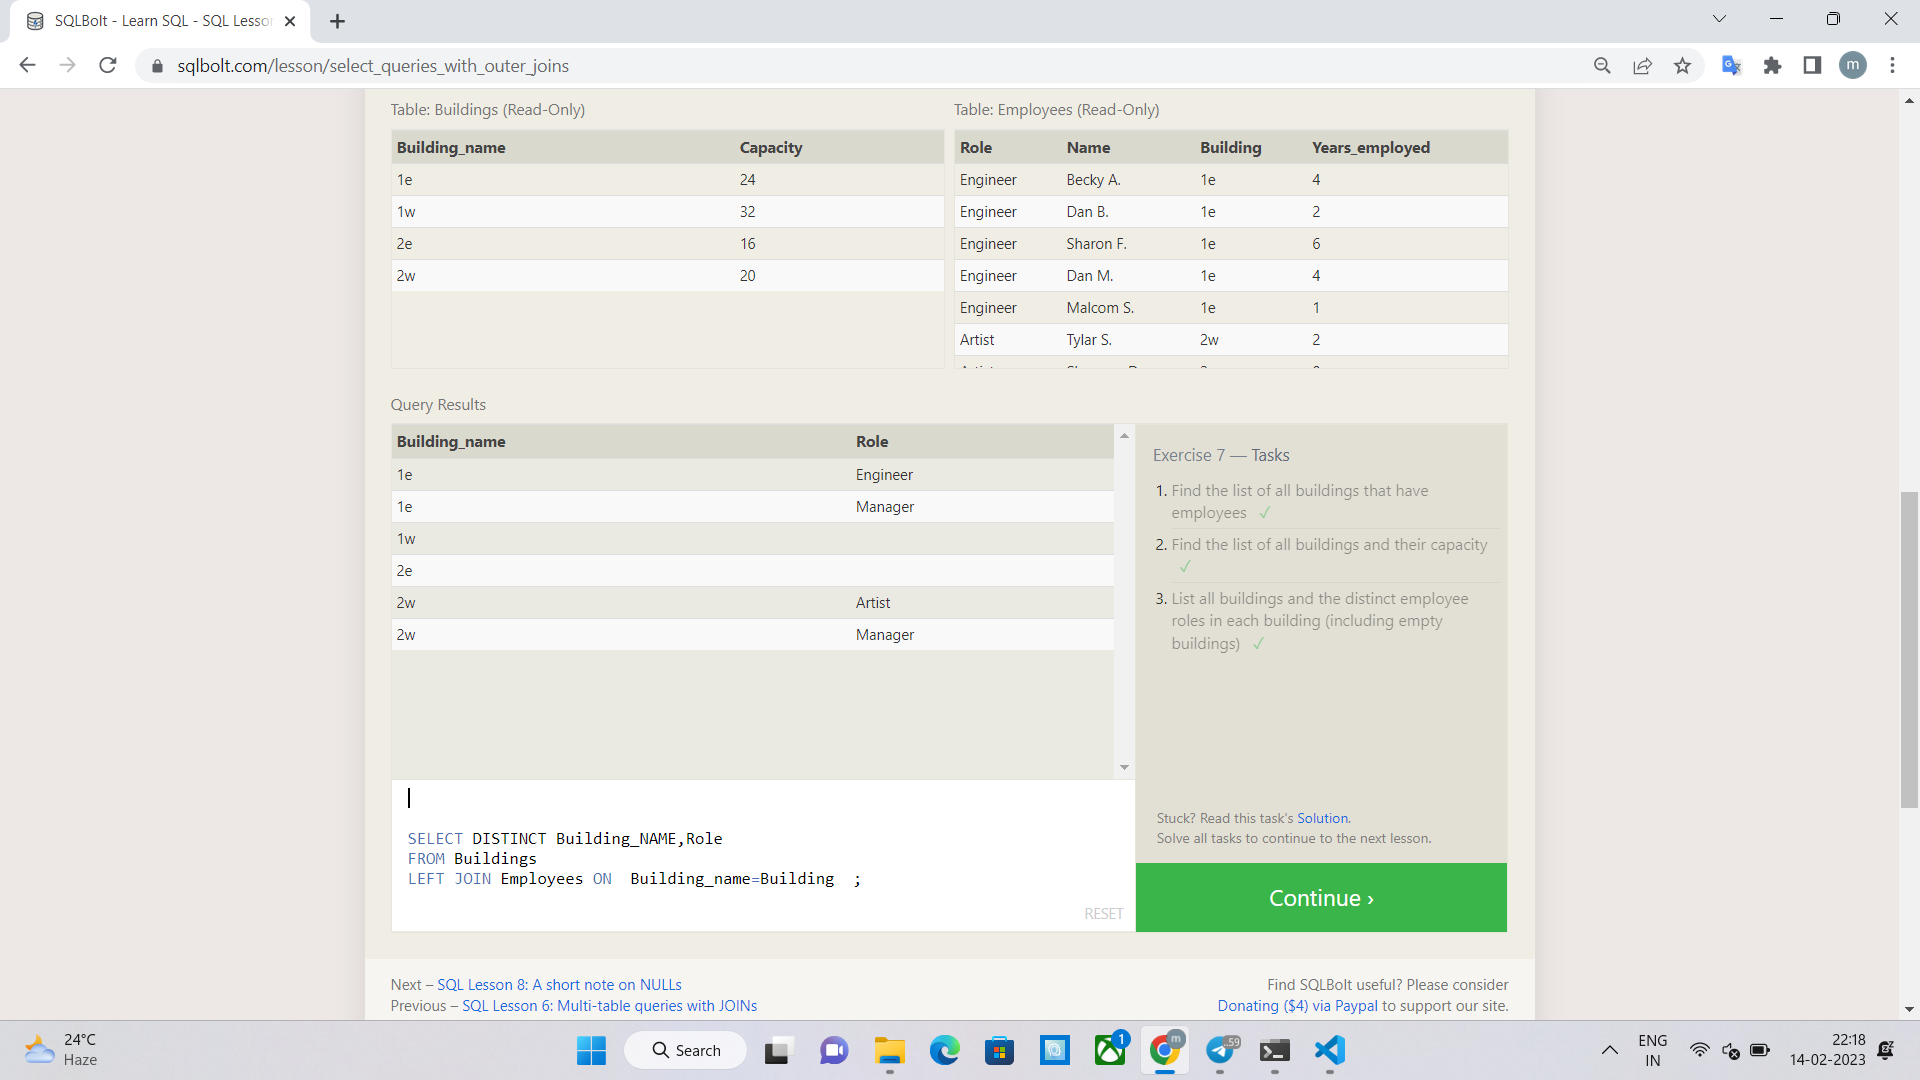 SQLBolt - Learn SQL - SQL Lesso
sqlbolt.com/lesson/select_queries_with_outer_joins
m
Table: Buildings (Read-Only)
Building_name Capacity
1e 24
1w 32
2e 16
2w 20
Table: Employees (Read-Only)
Role Name Building Years_employed
Engineer Becky A. 1e 4
Engineer Dan B. 1e 2
Engineer Sharon F. 1e 6
Engineer Dan M. 1e 4
Engineer Malcom S. 1e 1
Artist Tylar S. 2w 2
Query Results
Building_name Role
1e Engineer
1e Manager
1w
2e
2w Artist
2w Manager
Exercise 7 — Tasks
1. Find the list of all buildings that have
employees ✓
2. Find the list of all buildings and their capacity
✓
3. List all buildings and the distinct employee
roles in each building (including empty
buildings) ✓
Stuck? Read this task's Solution.
Solve all tasks to continue to the next lesson.
Continue ›
SELECT DISTINCT Building_NAME,Role
FROM Buildings
LEFT JOIN Employees ON  Building_name=Building  ;
RESET
Next – SQL Lesson 8: A short note on NULLs
Previous – SQL Lesson 6: Multi-table queries with JOINs
Find SQLBolt useful? Please consider
Donating ($4) via Paypal to support our site.
24°C
Haze
Search
1
m
59
ENG
IN
22:18
14-02-2023